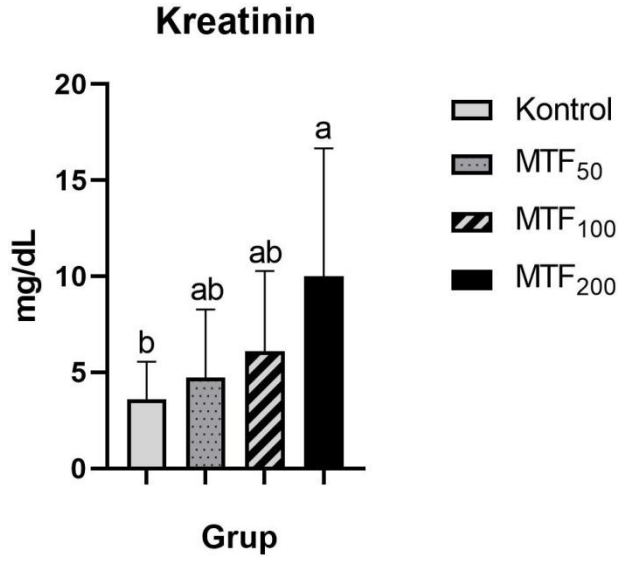 Kreatinin
20
15
10
5
0
mg/dL
b
ab
ab
a
Grup
Kontrol
MTF50
MTF100
MTF200